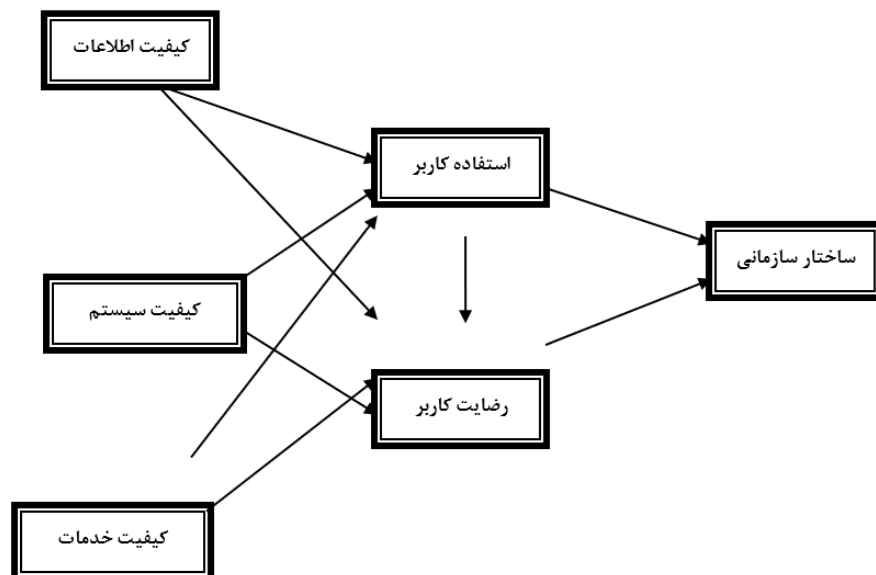 کیفیت اطلاعات
استفاده کاربر
ساختار سازمانی
کیفیت سیستم
رضایت کاربر
کیفیت خدمات